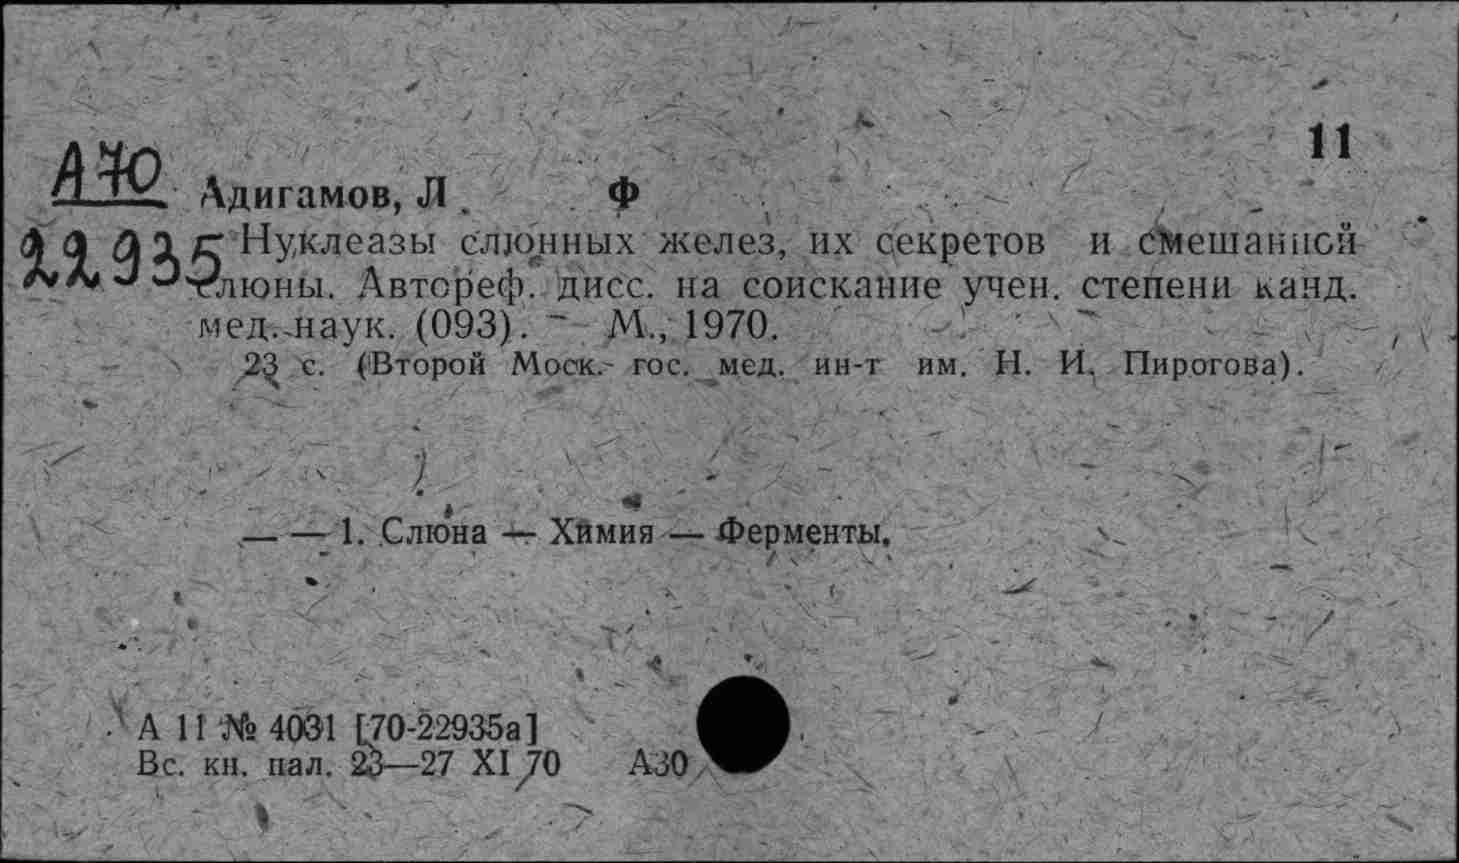 11
А70
22935
Адигамов, Л Ф
Нуклеазы слюнных желез, их секретов и смешанной
слюны. Автореф. дисс. на соискание учен. степени канд.
мед. наук. (093). — М., 1970.
23 с. (Второй Моск. гос. мед. ин-т им. Н. И. Пирогова).
— — 1. Слюна — Химия — Ферменты.
А 11 № 4031 [70-22935а]
Вс. кн. пал. 23—27 XI 70 А30